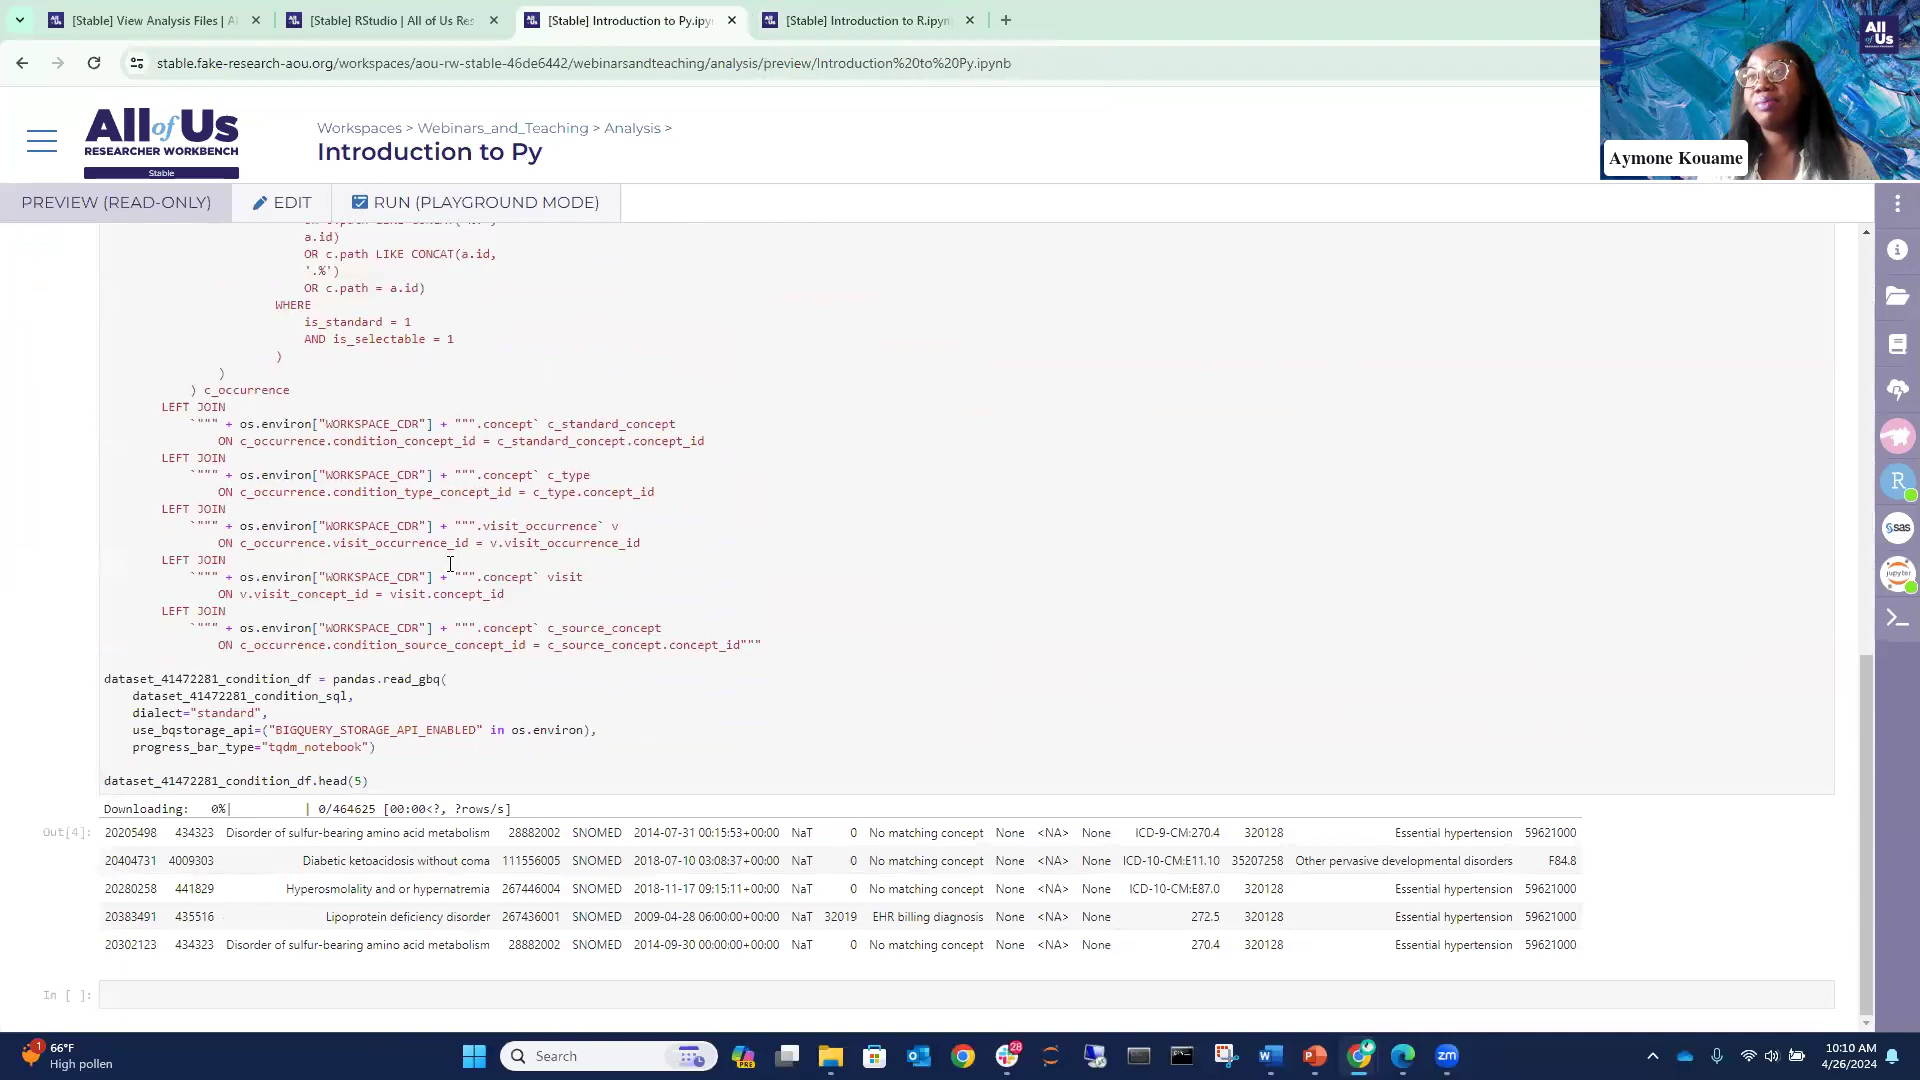 [Stable] View Analysis Files | A
[Stable] RStudio | All of Us Res
[Stable] Introduction to Py.ipyn
[Stable] Introduction to R.ipyn
stable.fake-research-aou.org/workspaces/aou-rw-stable-46de6442/webinarsandteaching/analysis/preview/Introduction%20to%20Py.ipynb
All of Us
Aymone Kouame
All of Us
RESEARCHER WORKBENCH
Stable
Workspaces > Webinars_and_Teaching > Analysis >
Introduction to Py
PREVIEW (READ-ONLY)
EDIT
RUN (PLAYGROUND MODE)
a.id)
OR c.path LIKE CONCAT(a.id,
'.%')
OR c.path = a.id)
WHERE
is_standard = 1
AND is_selectable = 1
)
)
) c_occurrence
LEFT JOIN
`""" + os.environ["WORKSPACE_CDR"] + """.concept` c_standard_concept
ON c_occurrence.condition_concept_id = c_standard_concept.concept_id
LEFT JOIN
`""" + os.environ["WORKSPACE_CDR"] + """.concept` c_type
ON c_occurrence.condition_type_concept_id = c_type.concept_id
LEFT JOIN
`""" + os.environ["WORKSPACE_CDR"] + """.visit_occurrence` v
ON c_occurrence.visit_occurrence_id = v.visit_occurrence_id
LEFT JOIN
`""" + os.environ["WORKSPACE_CDR"] + """.concept` visit
ON v.visit_concept_id = visit.concept_id
LEFT JOIN
`""" + os.environ["WORKSPACE_CDR"] + """.concept` c_source_concept
ON c_occurrence.condition_source_concept_id = c_source_concept.concept_id"""
dataset_41472281_condition_df = pandas.read_gbq(
dataset_41472281_condition_sql,
dialect="standard",
use_bqstorage_api=("BIGQUERY_STORAGE_API_ENABLED" in os.environ),
progress_bar_type="tqdm_notebook")
dataset_41472281_condition_df.head(5)
Downloading: 0%| | 0/464625 [00:00<?, ?rows/s]
Out[4]: 20205498 434323 Disorder of sulfur-bearing amino acid metabolism 28882002 SNOMED 2014-07-31 00:15:53+00:00 NaT 0 No matching concept None <NA> None ICD-9-CM:270.4 320128 Essential hypertension 59621000
20404731 4009303 Diabetic ketoacidosis without coma 111556005 SNOMED 2018-07-10 03:08:37+00:00 NaT 0 No matching concept None <NA> None ICD-10-CM:E11.10 35207258 Other pervasive developmental disorders F84.8
20280258 441829 Hyperosmolality and or hypernatremia 267446004 SNOMED 2018-11-17 09:15:11+00:00 NaT 0 No matching concept None <NA> None ICD-10-CM:E87.0 320128 Essential hypertension 59621000
20383491 435516 Lipoprotein deficiency disorder 267436001 SNOMED 2009-04-28 06:00:00+00:00 NaT 32019 EHR billing diagnosis None <NA> None 272.5 320128 Essential hypertension 59621000
20302123 434323 Disorder of sulfur-bearing amino acid metabolism 28882002 SNOMED 2014-09-30 00:00:00+00:00 NaT 0 No matching concept None <NA> None 270.4 320128 Essential hypertension 59621000
In [ ]:
R
sas
jupyter
1
66°F
High pollen
Search
PRE
28
zm
10:10 AM
4/26/2024